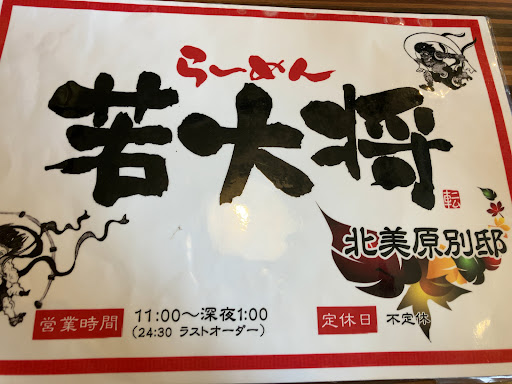 らーめん
若大将
転
北美原別邸
営業時間 11:00〜深夜1:00
(24:30 ラストオーダー)
定休日 不定休